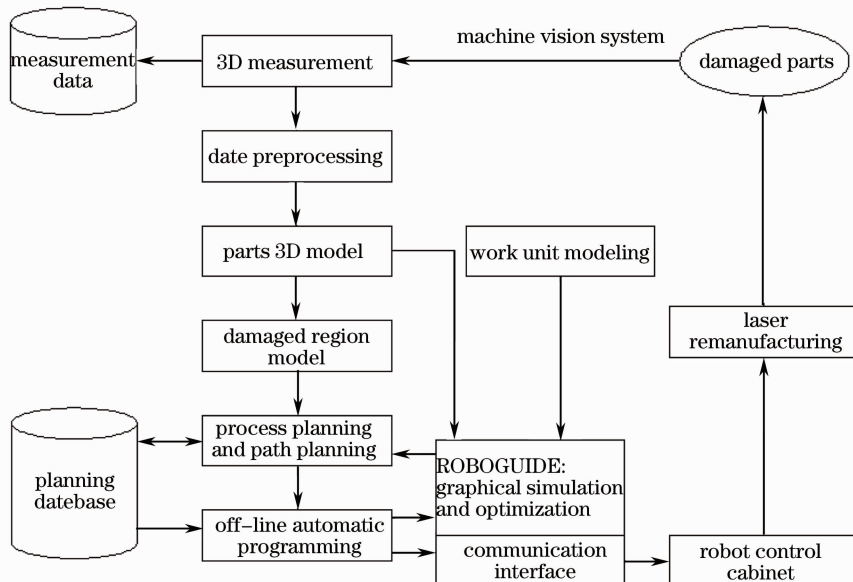 measurement
data
3D measurement
machine vision system
damaged parts
date preprocessing
parts 3D model
work unit modeling
damaged region
model
laser
remanufacturing
process planning
and path planning
planning
datebase
ROBOGUIDE:
graphical simulation
and optimization
off-line automatic
programming
communication
interface
robot control
cabinet